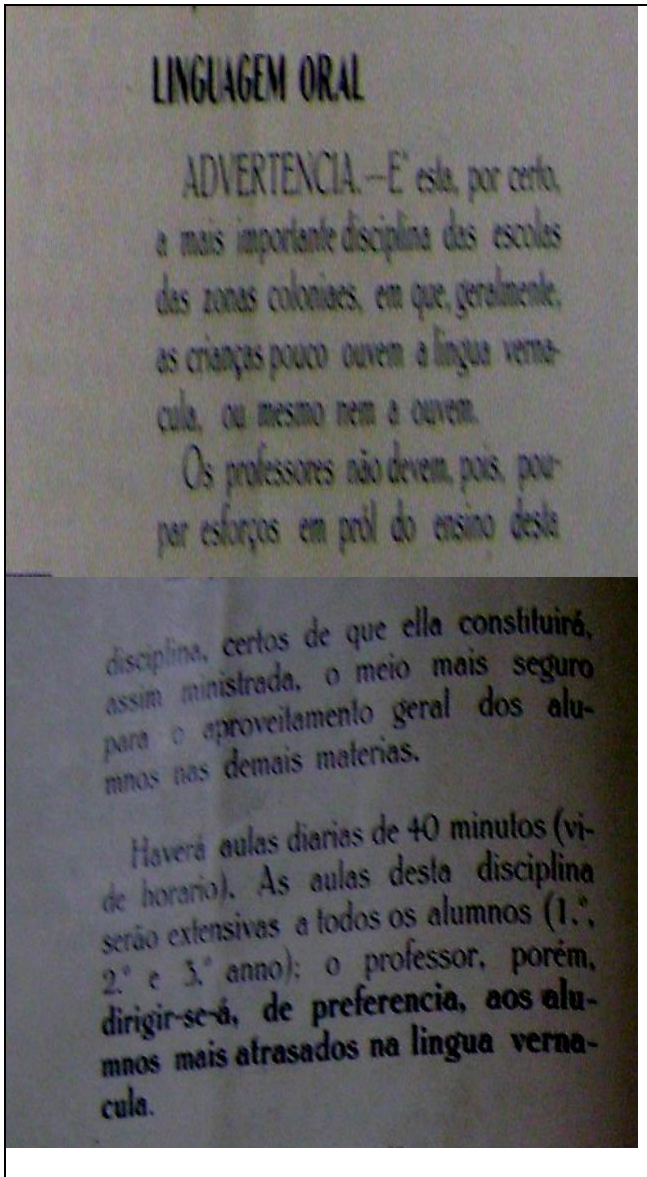 LINGUAGEM ORAL
ADVERTENCIA.—E' esta, por certo,
a mais importante disciplina das escolas
das zonas coloniaes, em que, geralmente,
as crianças pouco ouvem a lingua verna-
cula, ou mesmo nem a ouvem.
Os professores não devem, pois, pou-
par esforços em pról do ensino desta
disciplina, certos de que ella constituirá,
assim ministrada, o meio mais seguro
para o aproveitamento geral dos alu-
mnos nas demais materias.
Haverá aulas diarias de 40 minutos (vi-
de horario). As aulas desta disciplina
serão extensivas a todos os alumnos (1.º,
2.º e 3.º anno); o professor, porém,
dirigir-se-á, de preferencia, aos alu-
mnos mais atrasados na lingua verna-
cula.